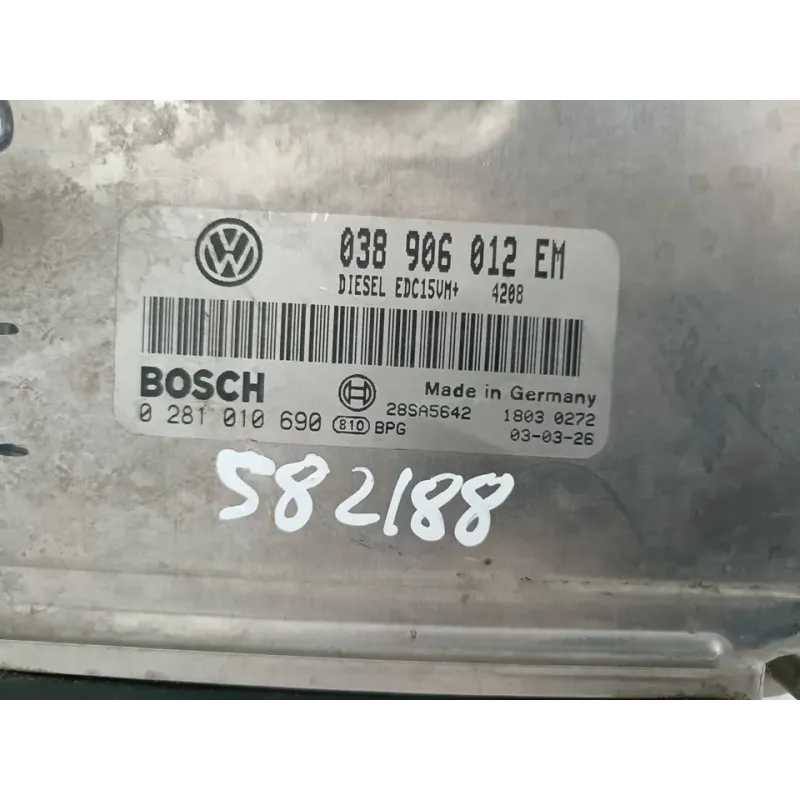 038 906 012 EM
DIESEL EDC15VM+ 4208
BOSCH
Made in Germany
0 281 010 690 810 BPG
28SA5642 1803 0272
03-03-26
582188